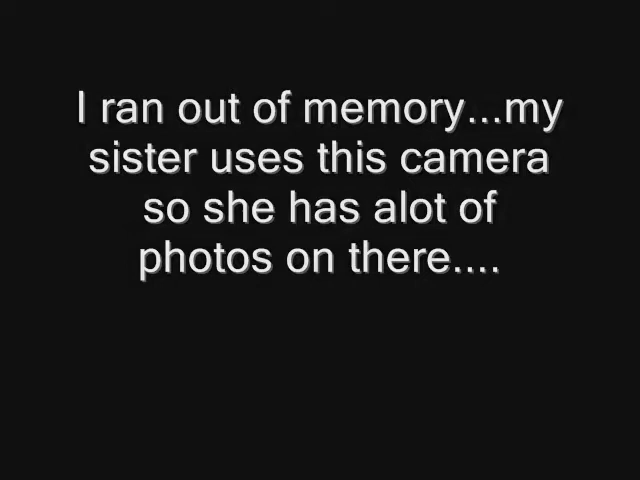 I ran out of memory...my
sister uses this camera
so she has alot of
photos on there....